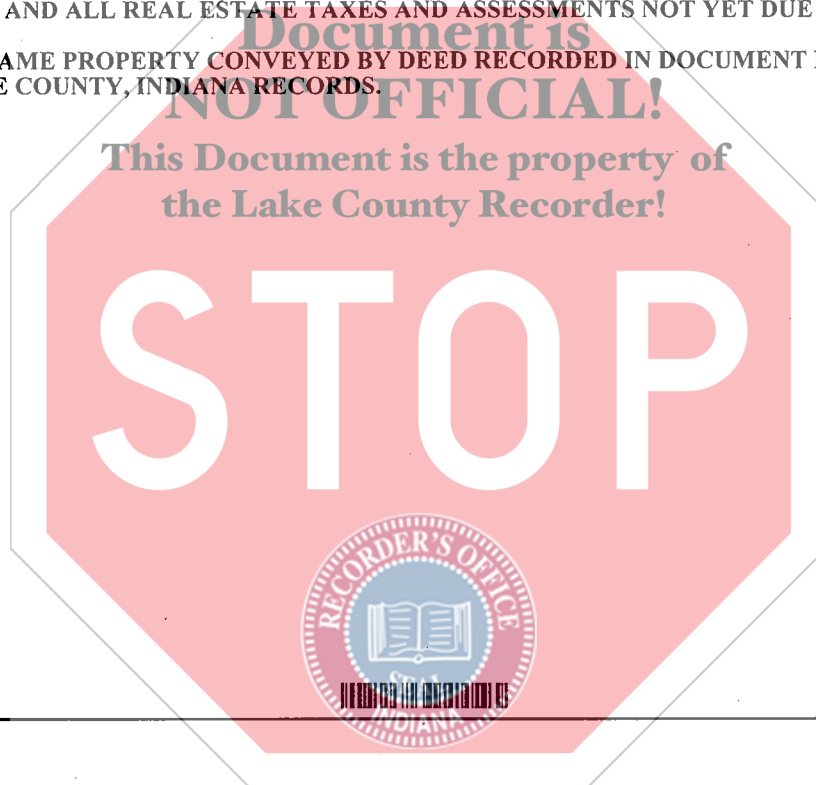 AND ALL REAL ESTATE TAXES AND ASSESSMENTS NOT YET DUE
Document is
AME PROPERTY CONVEYED BY DEED RECORDED IN DOCUMENT
E COUNTY, INDIANA RECORDS.
NOT OFFICIAL!
This Document is the property of
the Lake County Recorder!
STOP
RECORDER'S OFFICE
SEAL
INDIANA